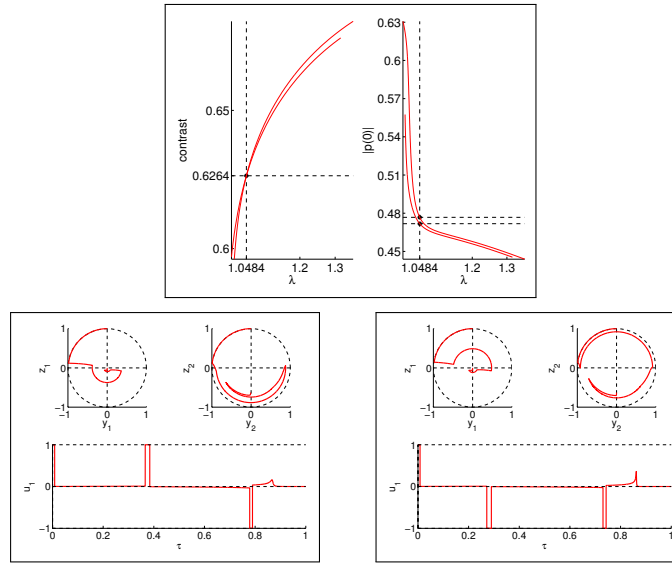 0.65
0.6264
0.6
contrast
1.0484 1.2 1.3
λ
0.63
0.6
0.57
0.54
0.51
0.48
0.45
|p(0)|
1.0484 1.2 1.3
λ
1
0
−1
z1
−1 0 1
y1
1
0
−1
z2
−1 0 1
y2
1
0
−1
u1
0 0.2 0.4 0.6 0.8 1
τ
1
0
−1
z1
−1 0 1
y1
1
0
−1
z2
−1 0 1
y2
1
0
−1
u1
0 0.2 0.4 0.6 0.8 1
τ